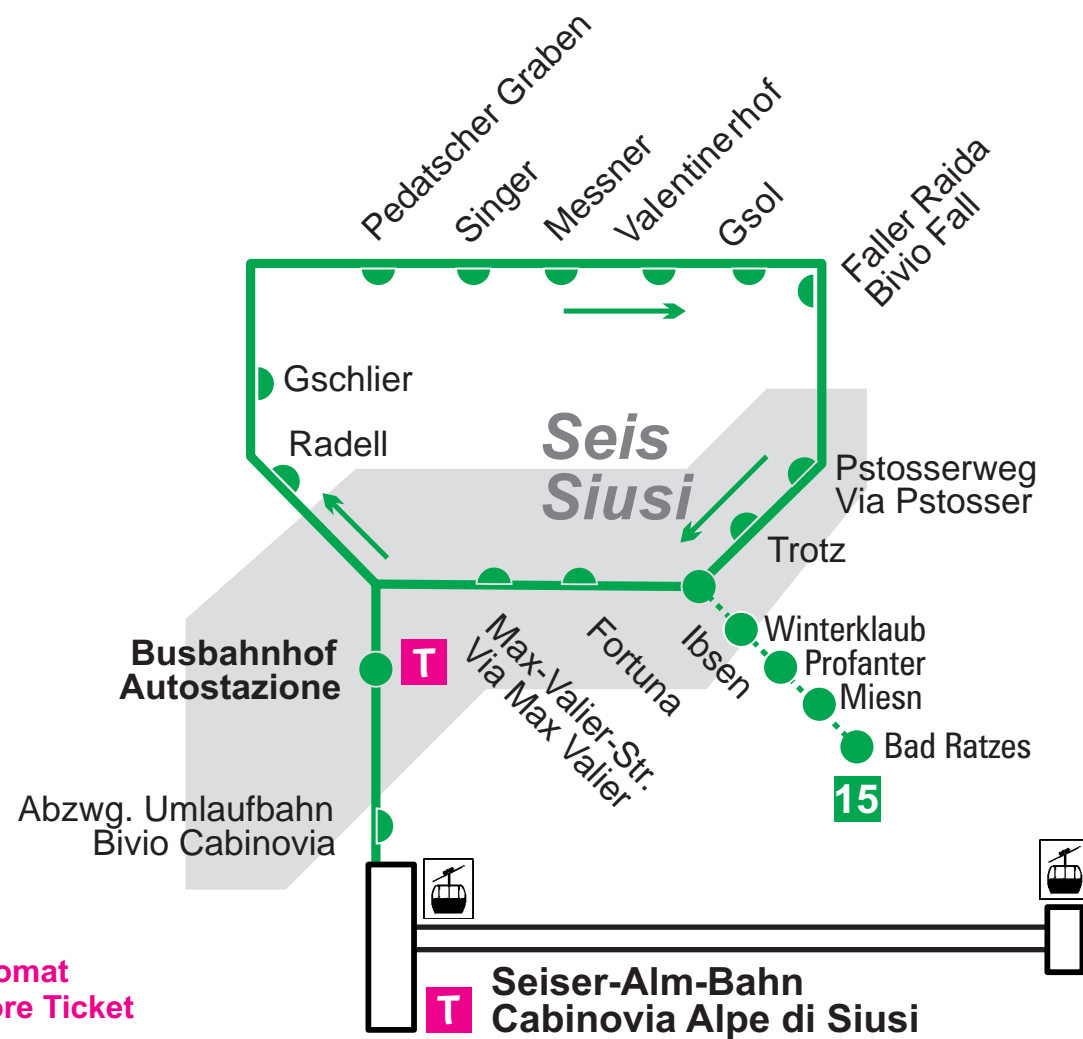 Pedatscher Graben
Singer
Messner
Valentinerhof
Gsol
Faller Raida
Bivio Fall
Gschlier
Radell
Seis
Siusi
Pstosserweg
Via Pstosser
Trotz
Busbahnhof
Autostazione
T
Max-Valier-Str.
Via Max Valier
Fortuna
Ibsen
Winterklaub
Profanter
Miesn
Bad Ratzes
15
Abzwg. Umlaufbahn
Bivio Cabinovia
omat
ore Ticket
T
Seiser-Alm-Bahn
Cabinovia Alpe di Siusi